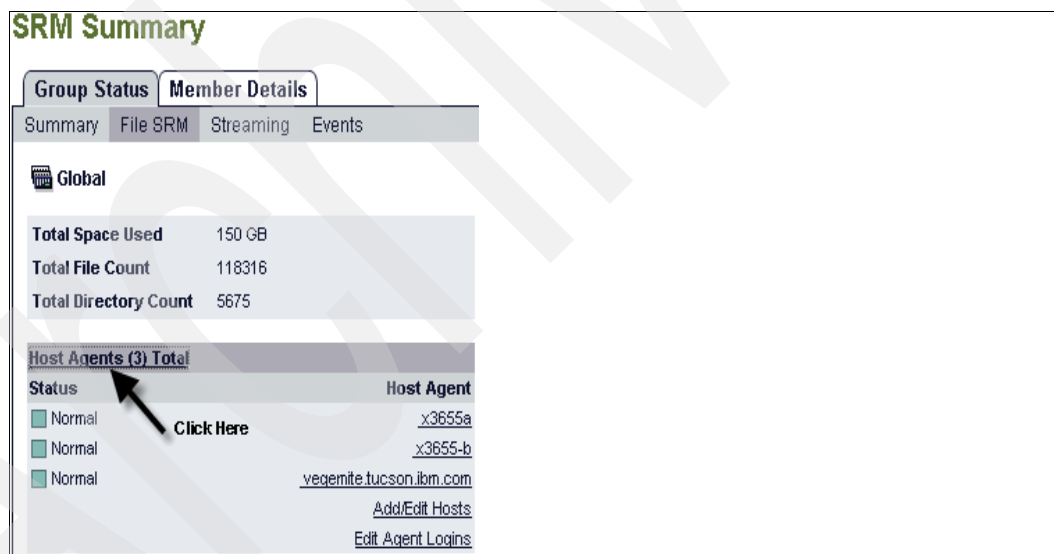 SRM Summary
Group Status Member Details
Summary File SRM Streaming Events
Global
Total Space Used 150 GB
Total File Count 118316
Total Directory Count 5675
Host Agents (3) Total
Status Host Agent
Normal x3655a
Click Here
Normal x3655-b
Normal vegemite.tucson.ibm.com
Add/Edit Hosts
Edit Agent Logins